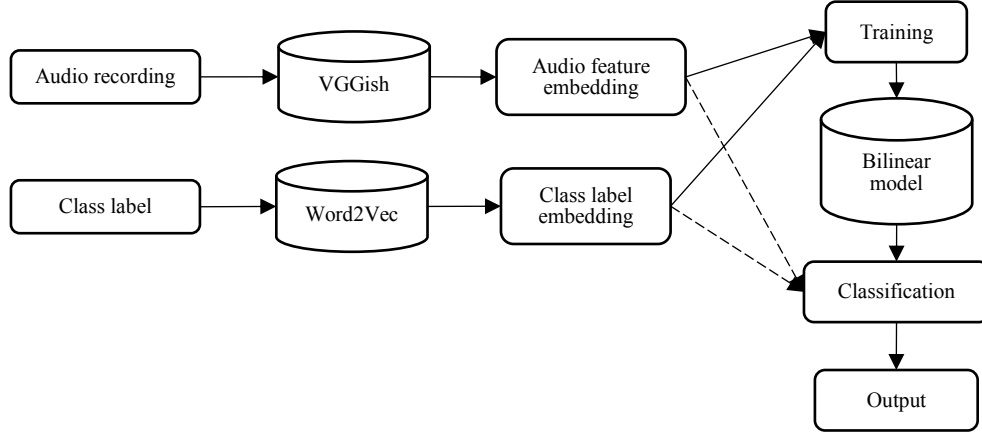 Training
Audio recording
VGGish
Audio feature
embedding
Bilinear
model
Class label
Word2Vec
Class label
embedding
Classification
Output